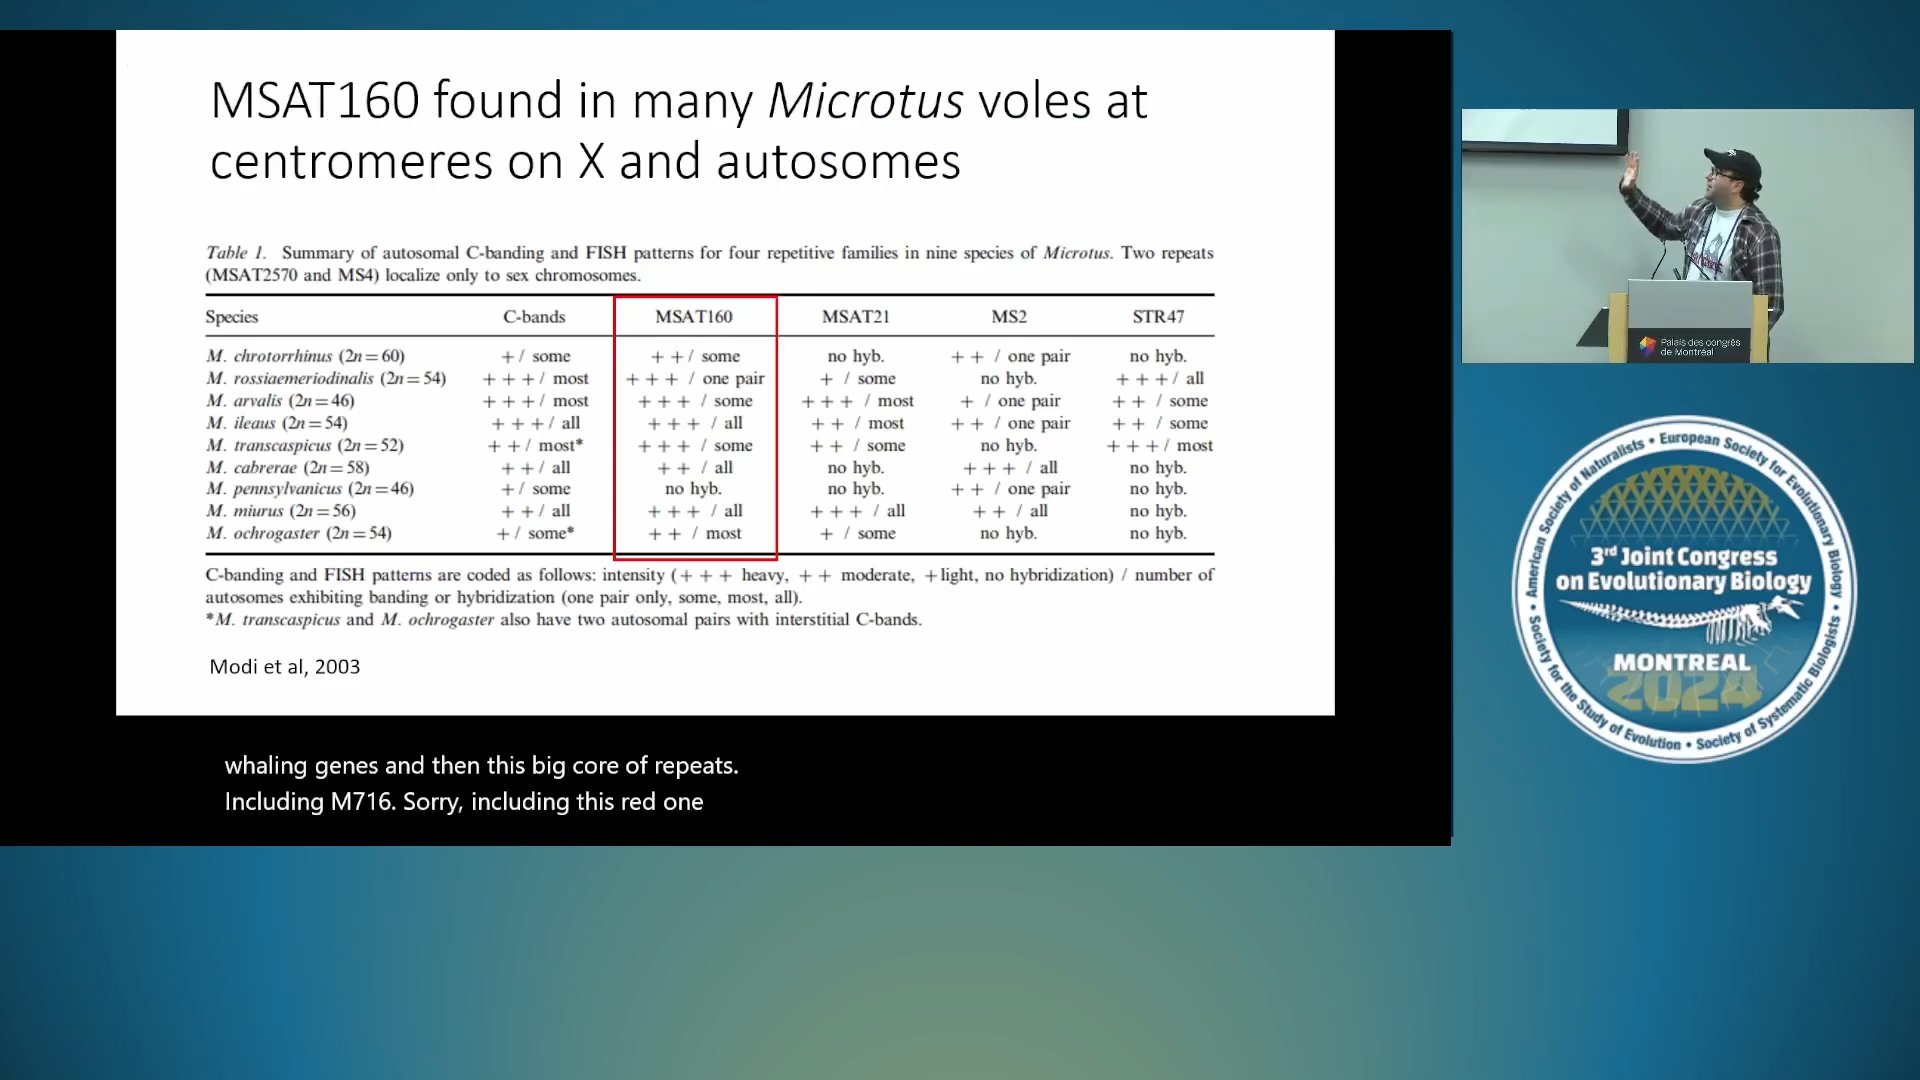 MSAT160 found in many Microtus voles at
centromeres on X and autosomes
Table 1. Summary of autosomal C-banding and FISH patterns for four repetitive families in nine species of Microtus. Two repeats
(MSAT2570 and MS4) localize only to sex chromosomes.
Species C-bands MSAT160 MSAT21 MS2 STR47
M. chrotorrhinus (2n=60) +/ some ++/ some no hyb. ++ / one pair no hyb.
M. rossiaemeriodinalis (2n=54) +++/ most +++ / one pair + / some no hyb. +++/ all
M. arvalis (2n=46) +++/ most +++ / some +++ / most + / one pair ++ / some
M. ileaus (2n=54) +++/ all +++ / all ++ / most ++ / one pair ++ / some
M. transcaspicus (2n=52) ++/ most* +++ / some ++ / some no hyb. +++/ most
M. cabrerae (2n=58) ++/ all ++ / all no hyb. +++ / all no hyb.
M. pennsylvanicus (2n=46) +/ some no hyb. no hyb. ++ / one pair no hyb.
M. miurus (2n=56) ++/ all +++ / all +++ / all ++ / all no hyb.
M. ochrogaster (2n=54) +/ some* ++ / most + / some no hyb. no hyb.
C-banding and FISH patterns are coded as follows: intensity (+++ heavy, ++ moderate, +light, no hybridization) / number of
autosomes exhibiting banding or hybridization (one pair only, some, most, all).
*M. transcaspicus and M. ochrogaster also have two autosomal pairs with interstitial C-bands.
Modi et al, 2003
whaling genes and then this big core of repeats.
Including M716. Sorry, including this red one
Palais des congrès
de Montréal
American Society of Naturalists • European Society for Evolutionary Biology •
3rd Joint Congress
on Evolutionary Biology
MONTREAL
2024
Society for the Study of Evolution • Society of Systematic Biologists